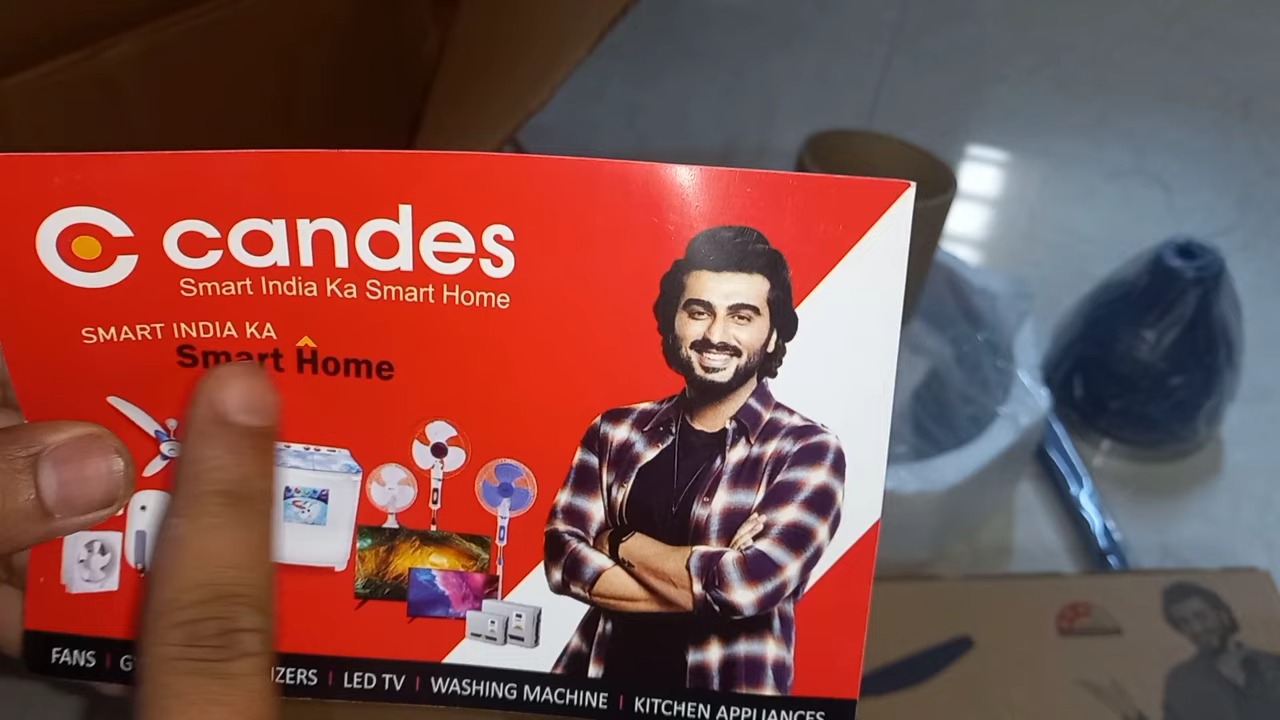 candes
Smart India Ka Smart Home
SMART INDIA KA
Smart Home
FANS | G
IZERS | LED TV | WASHING MACHINE | KITCHEN APPLIANCES